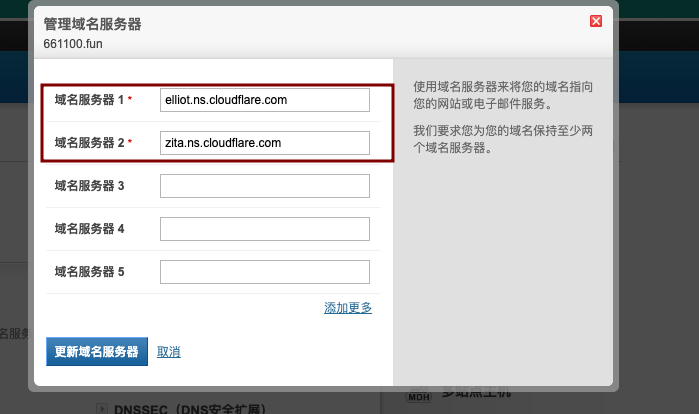 管理域名服务器
661100.fun
域名服务器 1 *
elliot.ns.cloudflare.com
域名服务器 2 *
zita.ns.cloudflare.com
域名服务器 3
域名服务器 4
域名服务器 5
添加更多
更新域名服务器
取消
使用域名服务器来将您的域名指向
您的网站或电子邮件服务。
我们要求您为您的域名保持至少两
个域名服务器。
名服务
DNSSEC（DNS安全扩展）
MDH
多站点主机